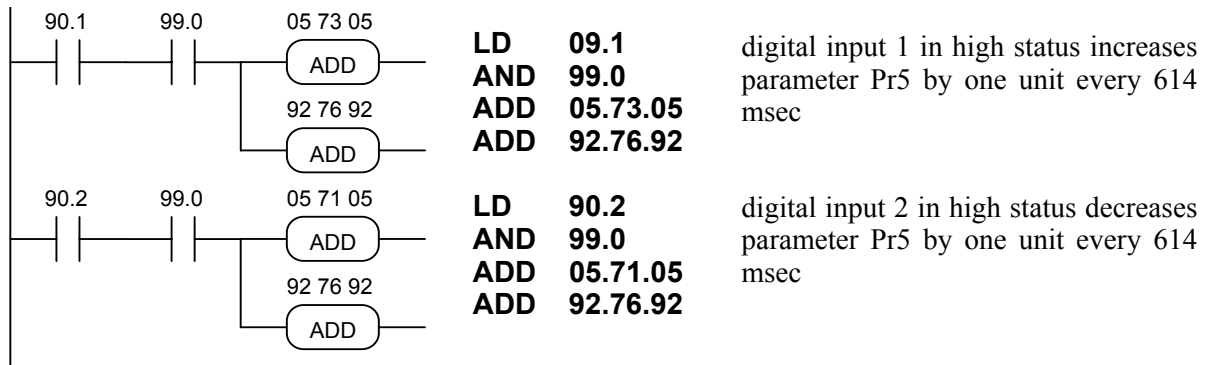 90.1 99.0 05 73 05
ADD
92 76 92
ADD
LD 09.1
AND 99.0
ADD 05.73.05
ADD 92.76.92
digital input 1 in high status increases
parameter Pr5 by one unit every 614
msec
90.2 99.0 05 71 05
ADD
92 76 92
ADD
LD 90.2
AND 99.0
ADD 05.71.05
ADD 92.76.92
digital input 2 in high status decreases
parameter Pr5 by one unit every 614
msec